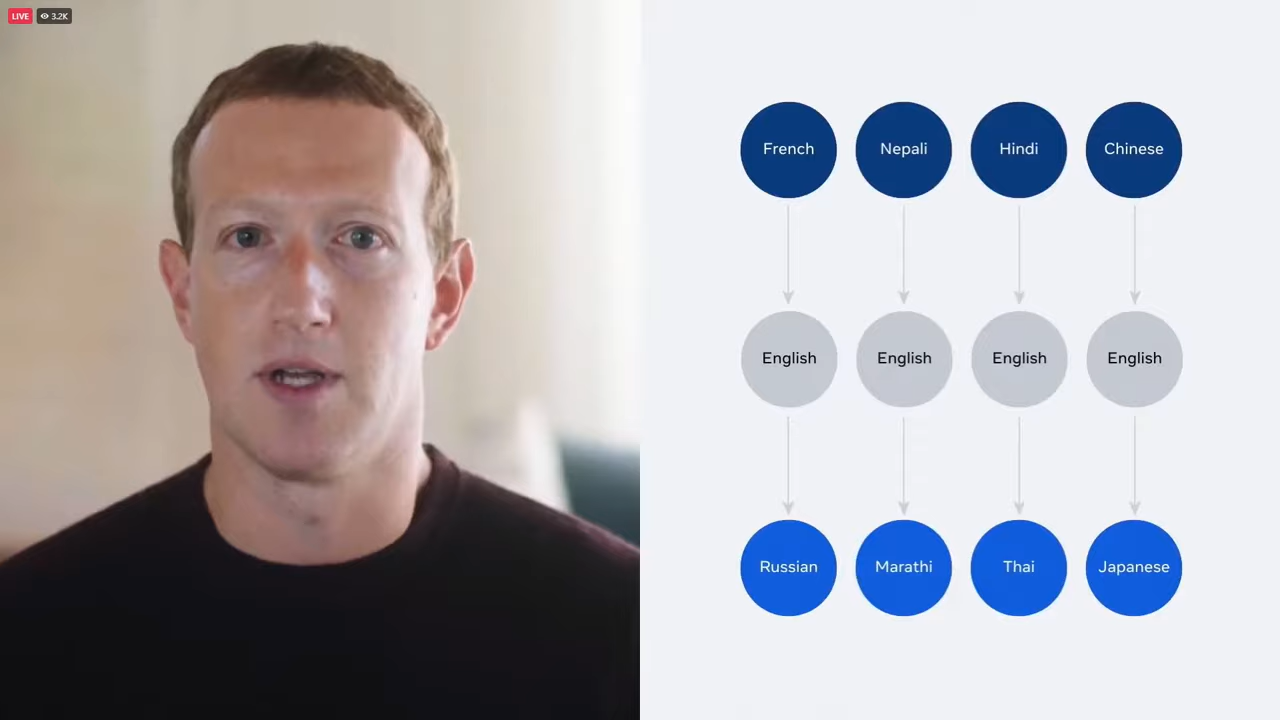 LIVE 3.2K
French Nepali Hindi Chinese
English English English English
Russian Marathi Thai Japanese